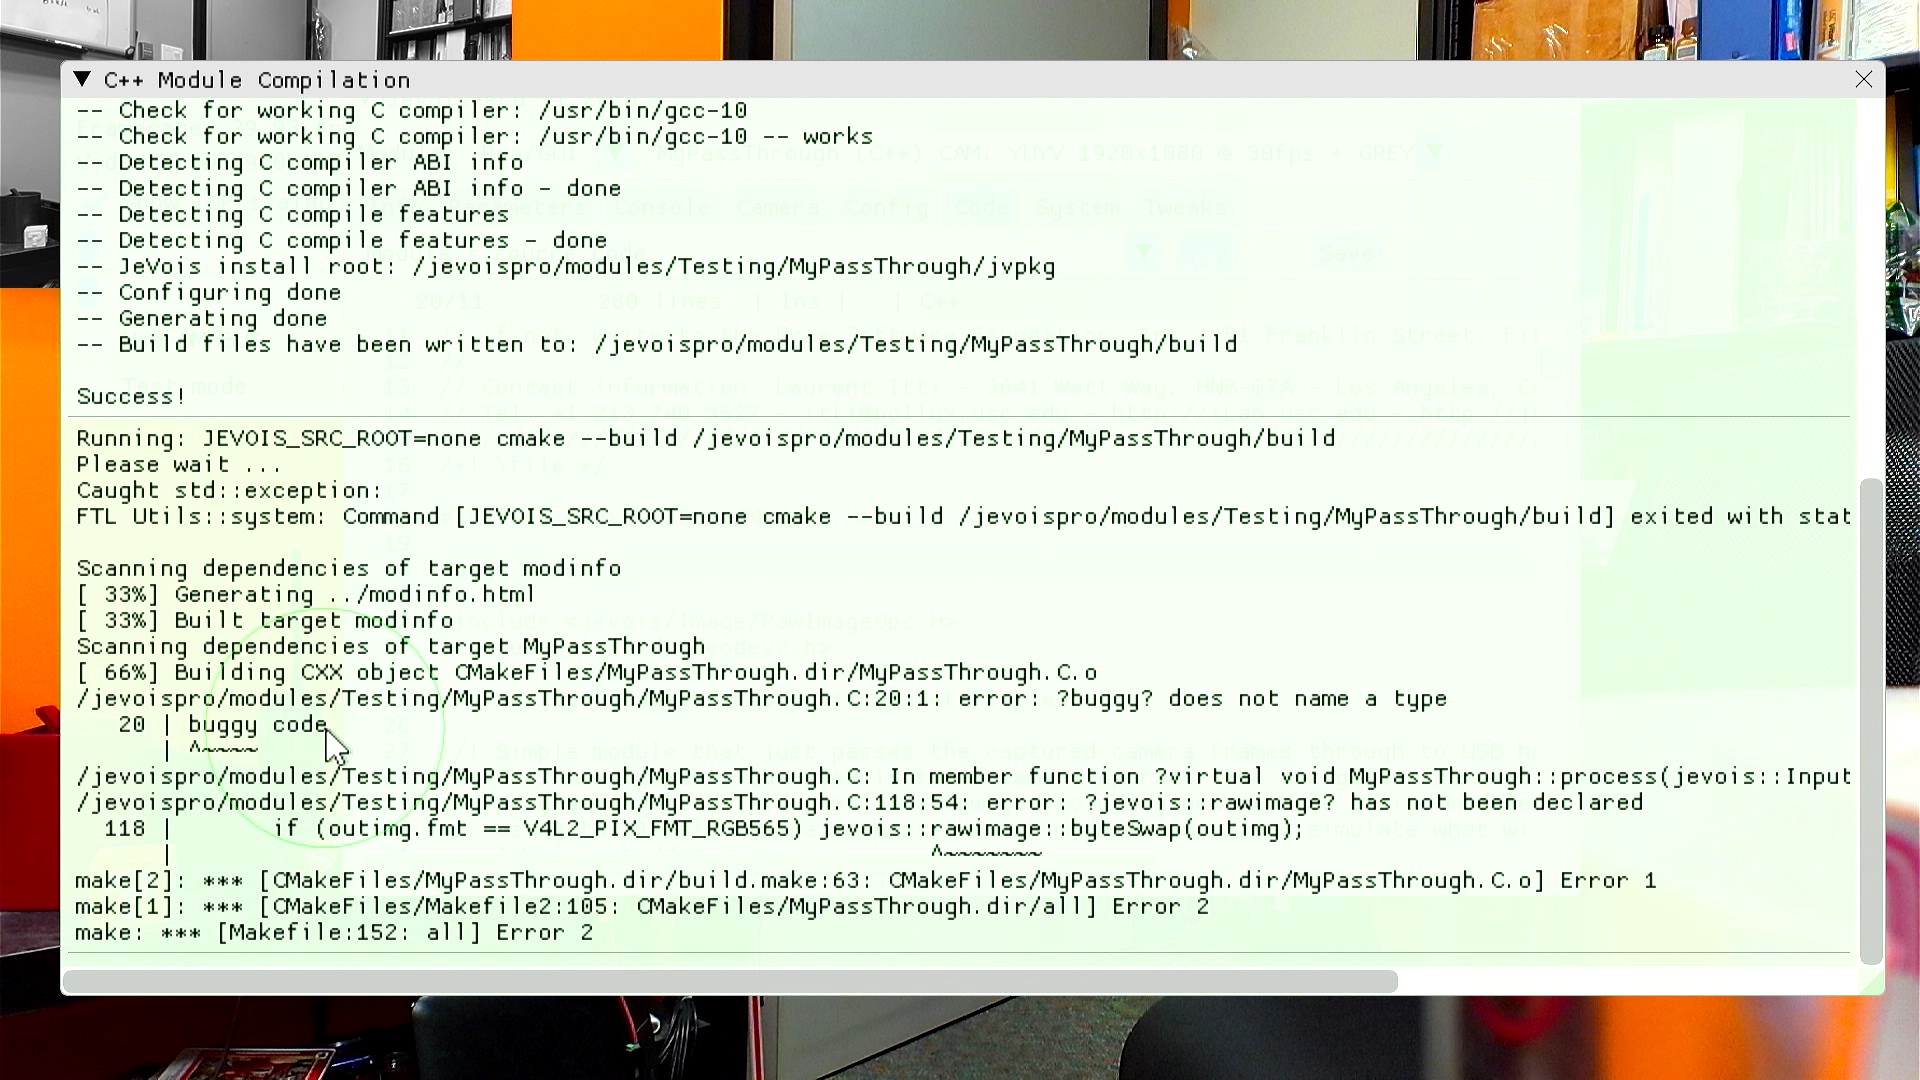 C++ Module Compilation
-- Check for working C compiler: /usr/bin/gcc-10
-- Check for working C compiler: /usr/bin/gcc-10 -- works
-- Detecting C compiler ABI info
-- Detecting C compiler ABI info - done
-- Detecting C compile features
-- Detecting C compile features - done
-- JeVois install root: /jevoispro/modules/Testing/MyPassThrough/jvpkg
-- Configuring done
-- Generating done
-- Build files have been written to: /jevoispro/modules/Testing/MyPassThrough/build
Success!
Running: JEVOIS_SRC_ROOT=none cmake --build /jevoispro/modules/Testing/MyPassThrough/build
Please wait ...
Caught std::exception:
FTL Utils::system: Command [JEVOIS_SRC_ROOT=none cmake --build /jevoispro/modules/Testing/MyPassThrough/build] exited with stat
Scanning dependencies of target modinfo
[ 33%] Generating ../modinfo.html
[ 33%] Built target modinfo
Scanning dependencies of target MyPassThrough
[ 66%] Building CXX object CMakeFiles/MyPassThrough.dir/MyPassThrough.C.o
/jevoispro/modules/Testing/MyPassThrough/MyPassThrough.C:20:1: error: ?buggy? does not name a type
20 | buggy code
| ^~~~~
/jevoispro/modules/Testing/MyPassThrough/MyPassThrough.C: In member function ?virtual void MyPassThrough::process(jevois::Input
/jevoispro/modules/Testing/MyPassThrough/MyPassThrough.C:118:54: error: ?jevois::rawimage? has not been declared
118 | if (outimg.fmt == V4L2_PIX_FMT_RGB565) jevois::rawimage::byteSwap(outimg);
| ^~~~~~~~
make[2]: *** [CMakeFiles/MyPassThrough.dir/build.make:63: CMakeFiles/MyPassThrough.dir/MyPassThrough.C.o] Error 1
make[1]: *** [CMakeFiles/Makefile2:105: CMakeFiles/MyPassThrough.dir/all] Error 2
make: *** [Makefile:152: all] Error 2